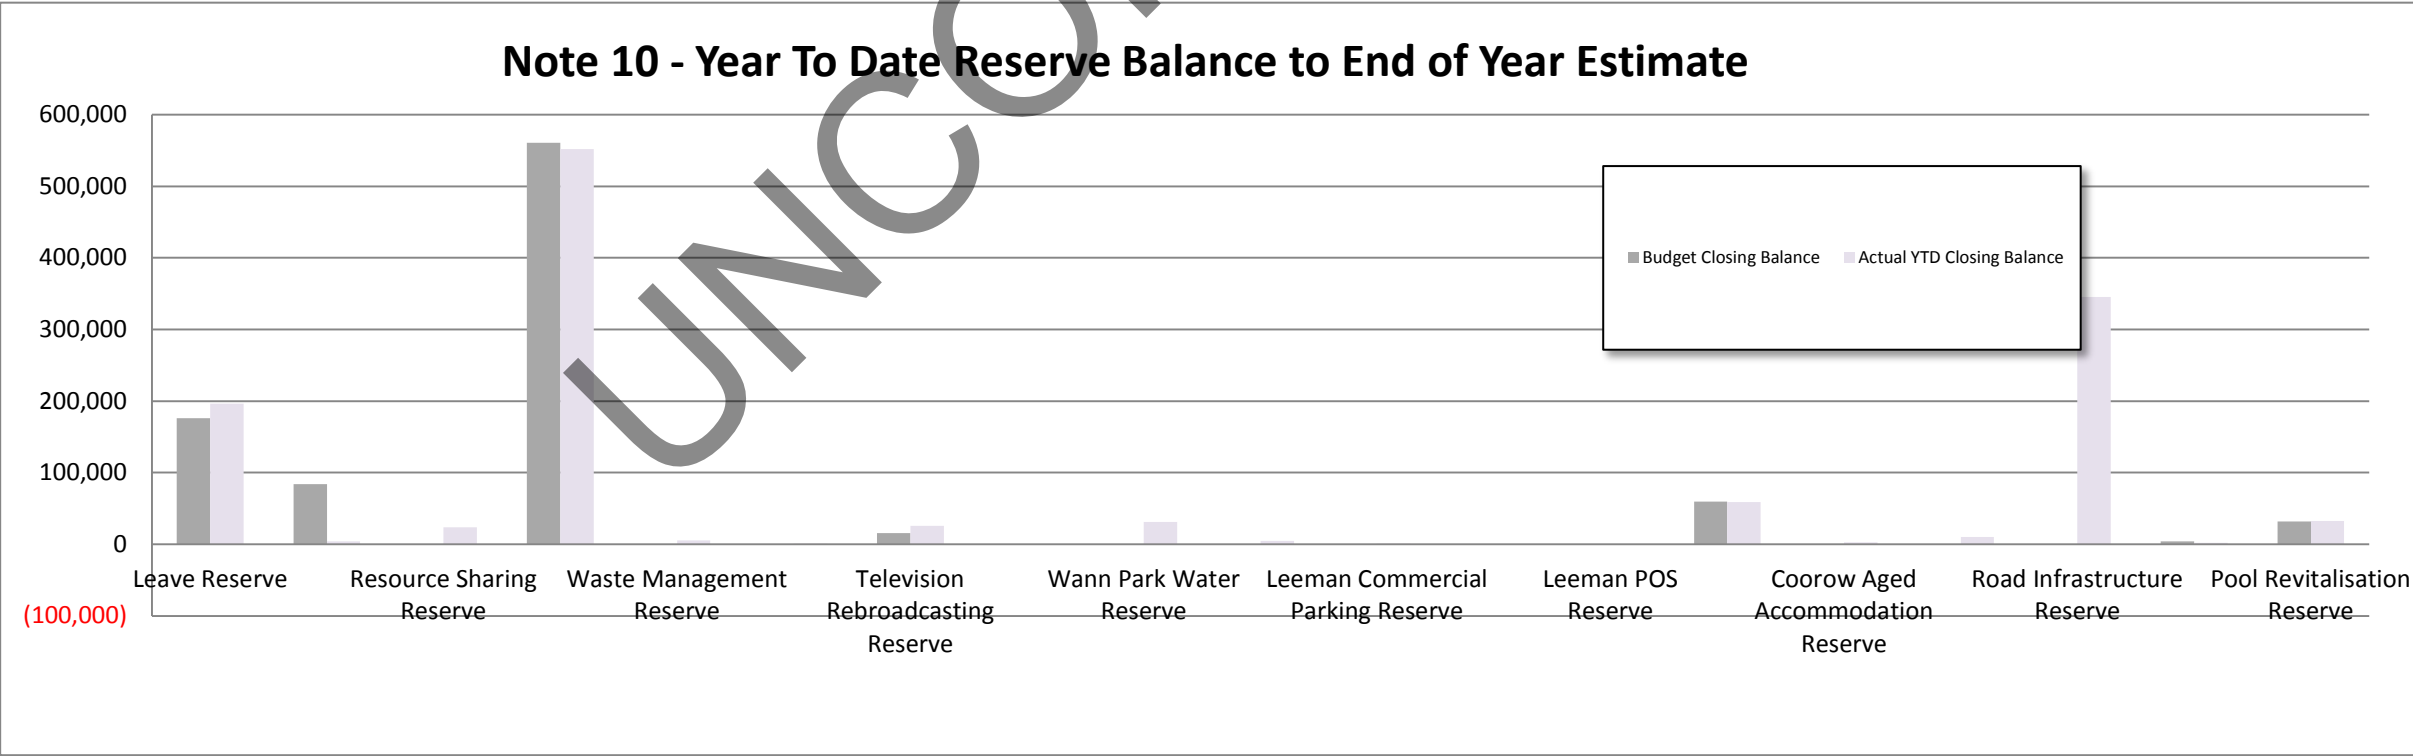 Note 10 - Year To Date Reserve Balance to End of Year Estimate
600,000
500,000
400,000
300,000
200,000
100,000
0
(100,000)
Budget Closing Balance Actual YTD Closing Balance
Leave Reserve
Resource Sharing
Reserve
Waste Management
Reserve
Television
Rebroadcasting
Reserve
Wann Park Water
Reserve
Leeman Commercial
Parking Reserve
Leeman POS
Reserve
Coorow Aged
Accommodation
Reserve
Road Infrastructure
Reserve
Pool Revitalisation
Reserve
UNCO